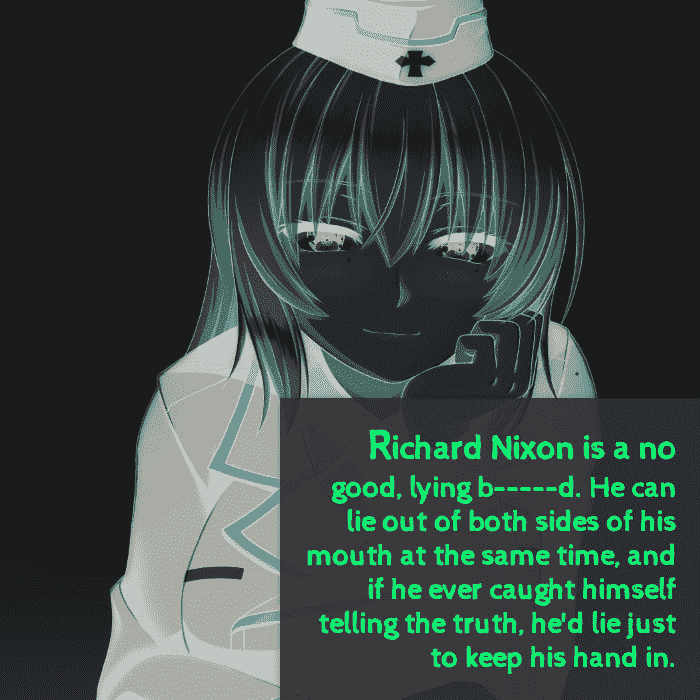 Richard Nixon is a no
good, lying b-----d. He can
lie out of both sides of his
mouth at the same time, and
if he ever caught himself
telling the truth, he'd lie just
to keep his hand in.